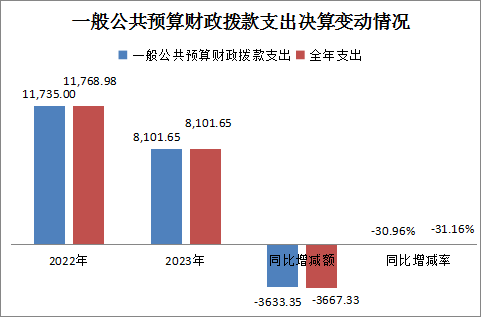 一般公共预算财政拨款支出决算变动情况
一般公共预算财政拨款支出 全年支出
11,735.00 11,768.98
8,101.65 8,101.65
-30.96% -31.16%
2022年 2023年 同比增减额 同比增减率
-3633.35 -3667.33